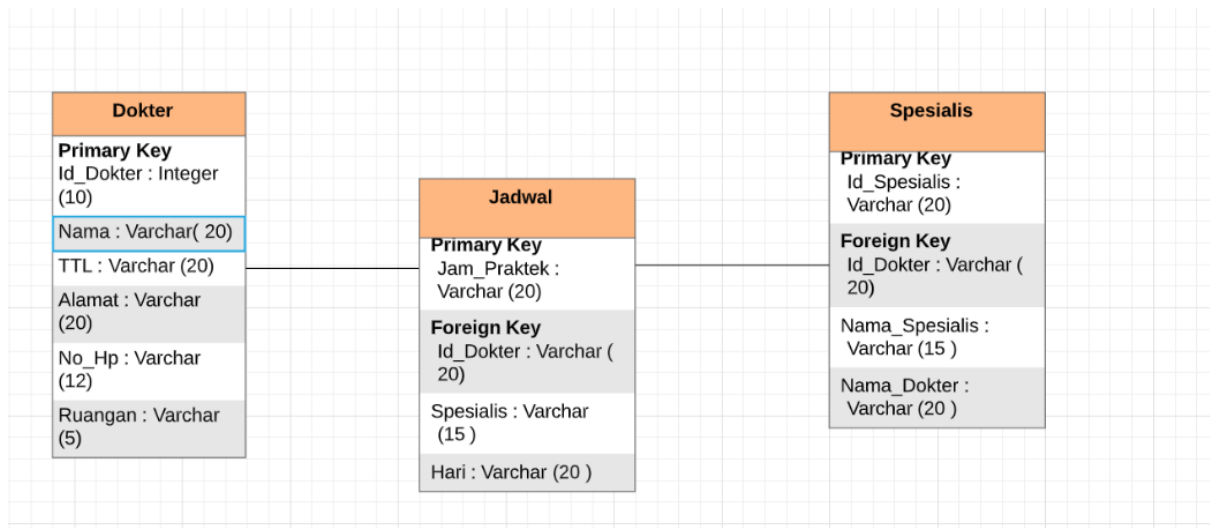 Dokter
Primary Key
Id_Dokter : Integer
(10)
Nama : Varchar( 20)
TTL : Varchar (20)
Alamat : Varchar
(20)
No_Hp : Varchar
(12)
Ruangan : Varchar
(5)
Jadwal
Primary Key
Jam_Praktek :
Varchar (20)
Foreign Key
Id_Dokter : Varchar (
20)
Spesialis : Varchar
(15 )
Hari : Varchar (20 )
Spesialis
Primary Key
Id_Spesialis :
Varchar (20)
Foreign Key
Id_Dokter : Varchar (
20)
Nama_Spesialis :
Varchar (15 )
Nama_Dokter :
Varchar (20 )